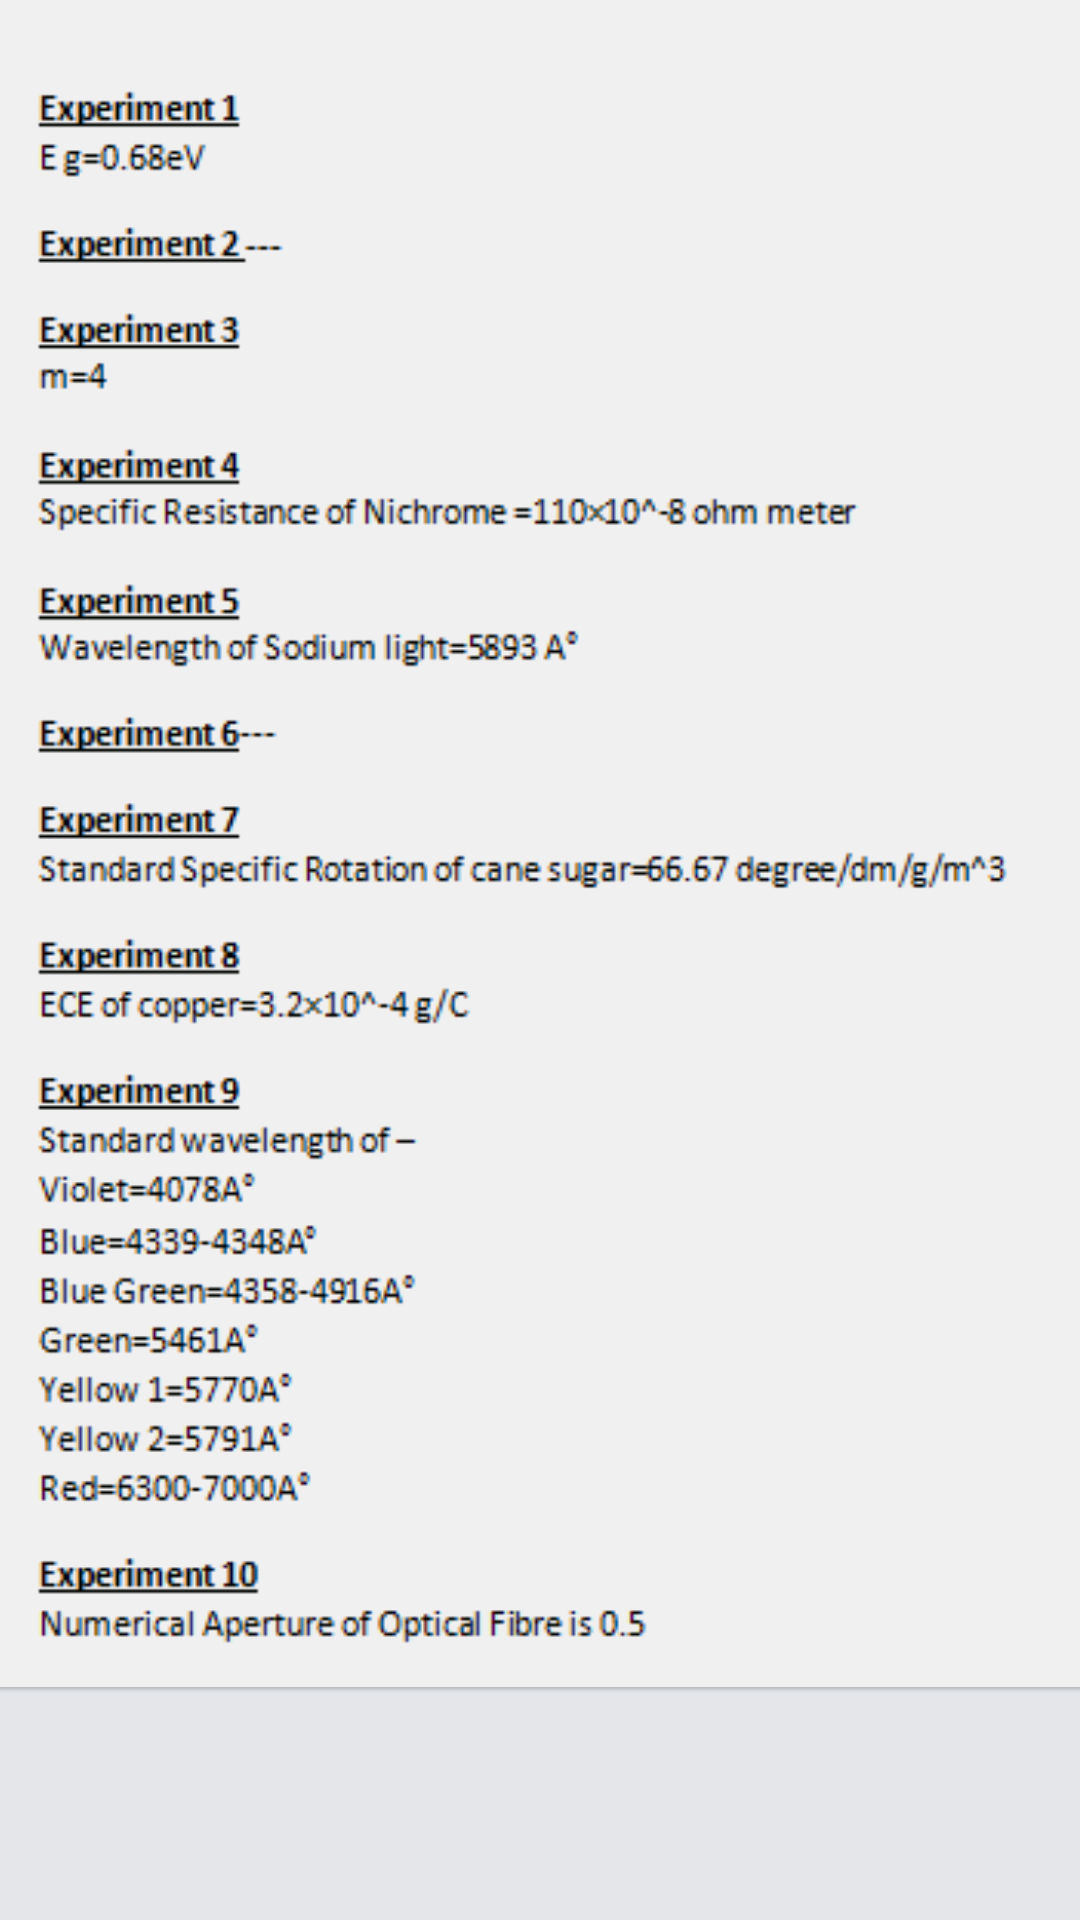 Experiment 1
E g=0.68eV
Experiment 2 ---
Experiment 3
m=4
Experiment 4
Specific Resistance of Nichrome =110×10^-8 ohm meter
Experiment 5
Wavelength of Sodium light=5893 A°
Experiment 6---
Experiment 7
Standard Specific Rotation of cane sugar=66.67 degree/dm/g/m^3
Experiment 8
ECE of copper=3.2×10^-4 g/C
Experiment 9
Standard wavelength of –
Violet=4078A°
Blue=4339-4348A°
Blue Green=4358-4916A°
Green=5461A°
Yellow 1=5770A°
Yellow 2=5791A°
Red=6300-7000A°
Experiment 10
Numerical Aperture of Optical Fibre is 0.5